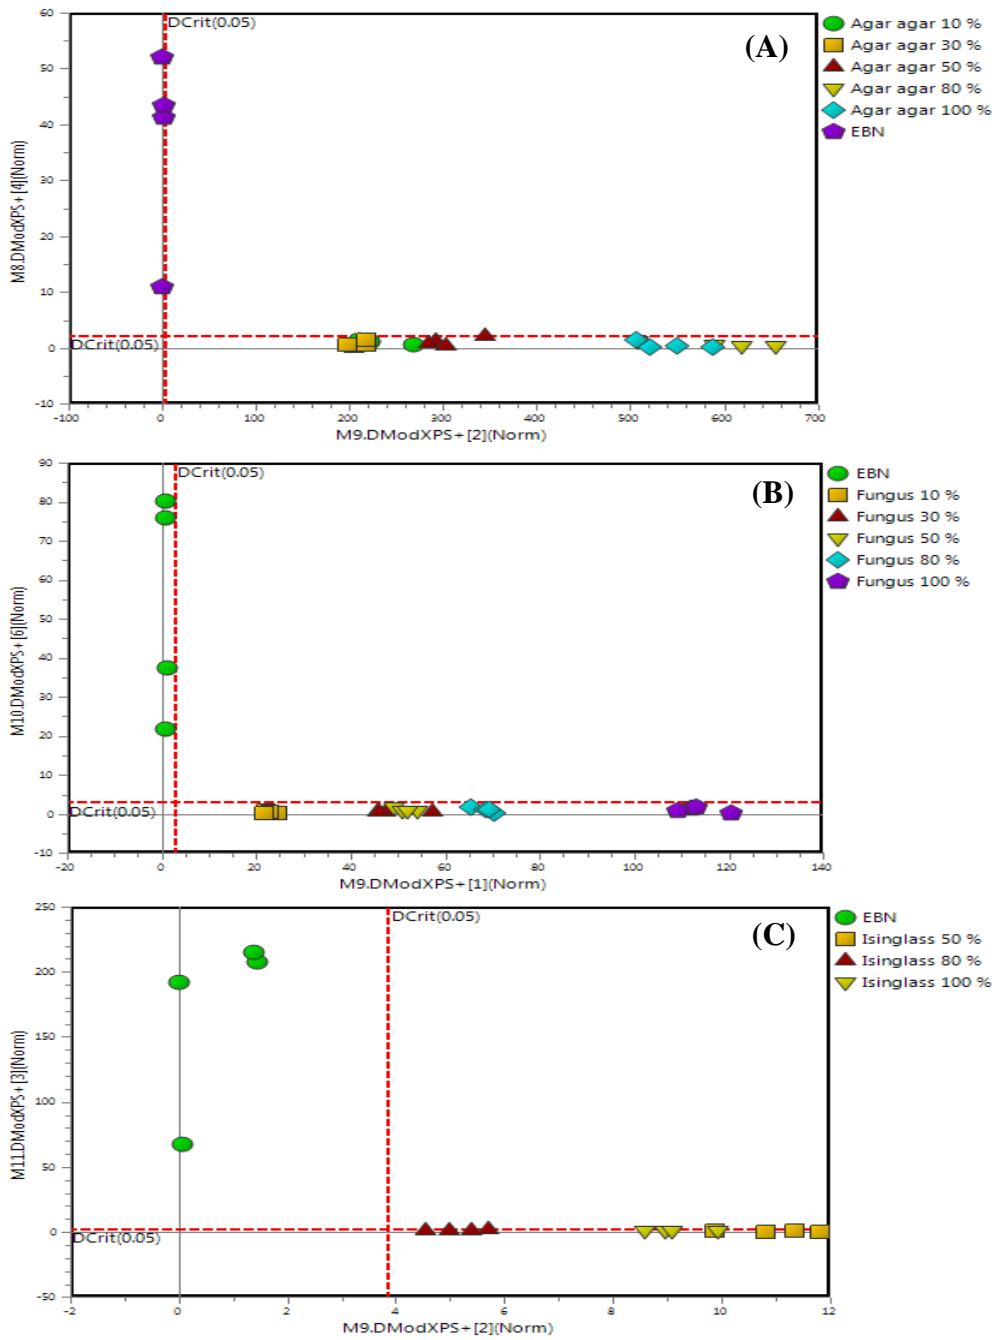 DCrit(0.05)
(A)
Agar agar 10 %
Agar agar 30 %
Agar agar 50 %
Agar agar 80 %
Agar agar 100 %
EBN
M8.DModXPS+[4](Norm)
60
50
40
30
20
10
0
-10
DCrit(0.05)
-100 0 100 200 300 400 500 600 700
M9.DModXPS+[2](Norm)
DCrit(0.05)
(B)
EBN
Fungus 10 %
Fungus 30 %
Fungus 50 %
Fungus 80 %
Fungus 100 %
M10.DModXPS+[6](Norm)
90
80
70
60
50
40
30
20
10
0
-10
DCrit(0.05)
-20 0 20 40 60 80 100 120 140
M9.DModXPS+[1](Norm)
DCrit(0.05)
(C)
EBN
Isinglass 50 %
Isinglass 80 %
Isinglass 100 %
M11.DModXPS+[3](Norm)
250
200
150
100
50
0
-50
DCrit(0.05)
-2 0 2 4 6 8 10 12
M9.DModXPS+[2](Norm)